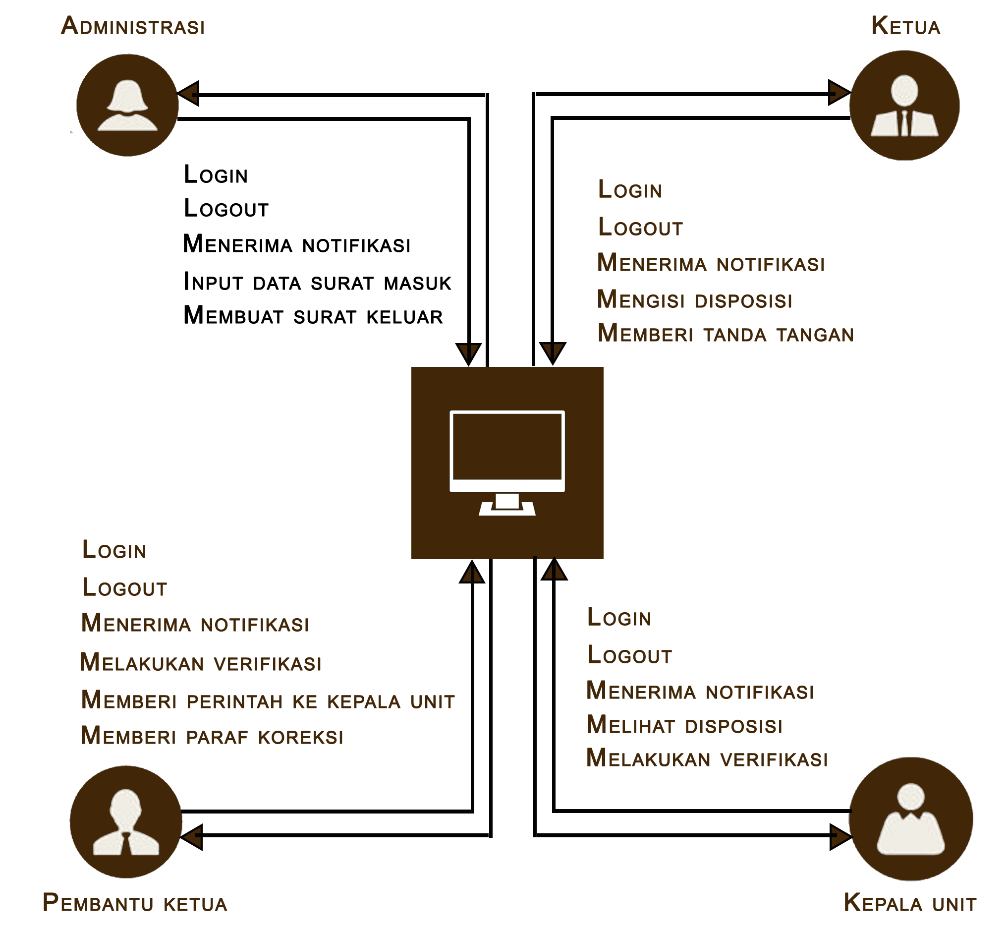 Administrasi
Ketua
Login
Logout
Menerima notifikasi
Input data surat masuk
Membuat surat keluar
Login
Logout
Menerima notifikasi
Mengisi disposisi
Memberi tanda tangan
Login
Logout
Menerima notifikasi
Melakukan verifikasi
Memberi perintah ke kepala unit
Memberi paraf koreksi
Login
Logout
Menerima notifikasi
Melihat disposisi
Melakukan verifikasi
Pembantu ketua
Kepala unit